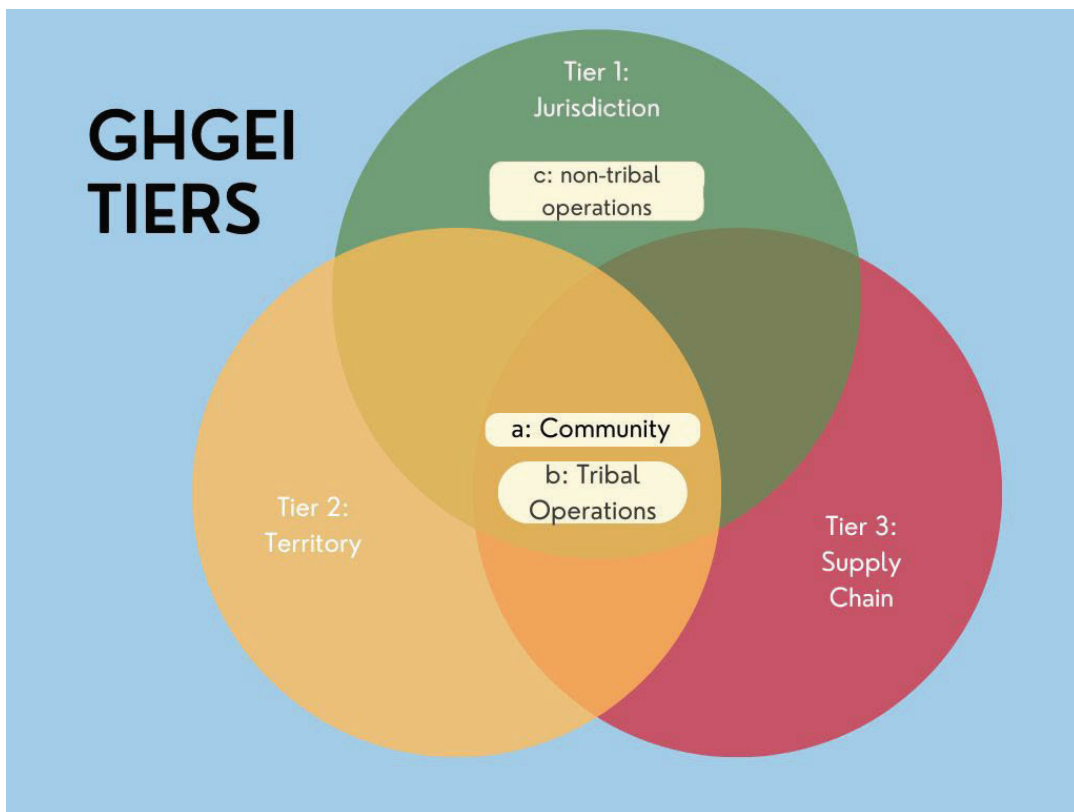 GHGEI
TIERS
Tier 1:
Jurisdiction
c: non-tribal
operations
a: Community
b: Tribal
Operations
Tier 2:
Territory
Tier 3:
Supply
Chain